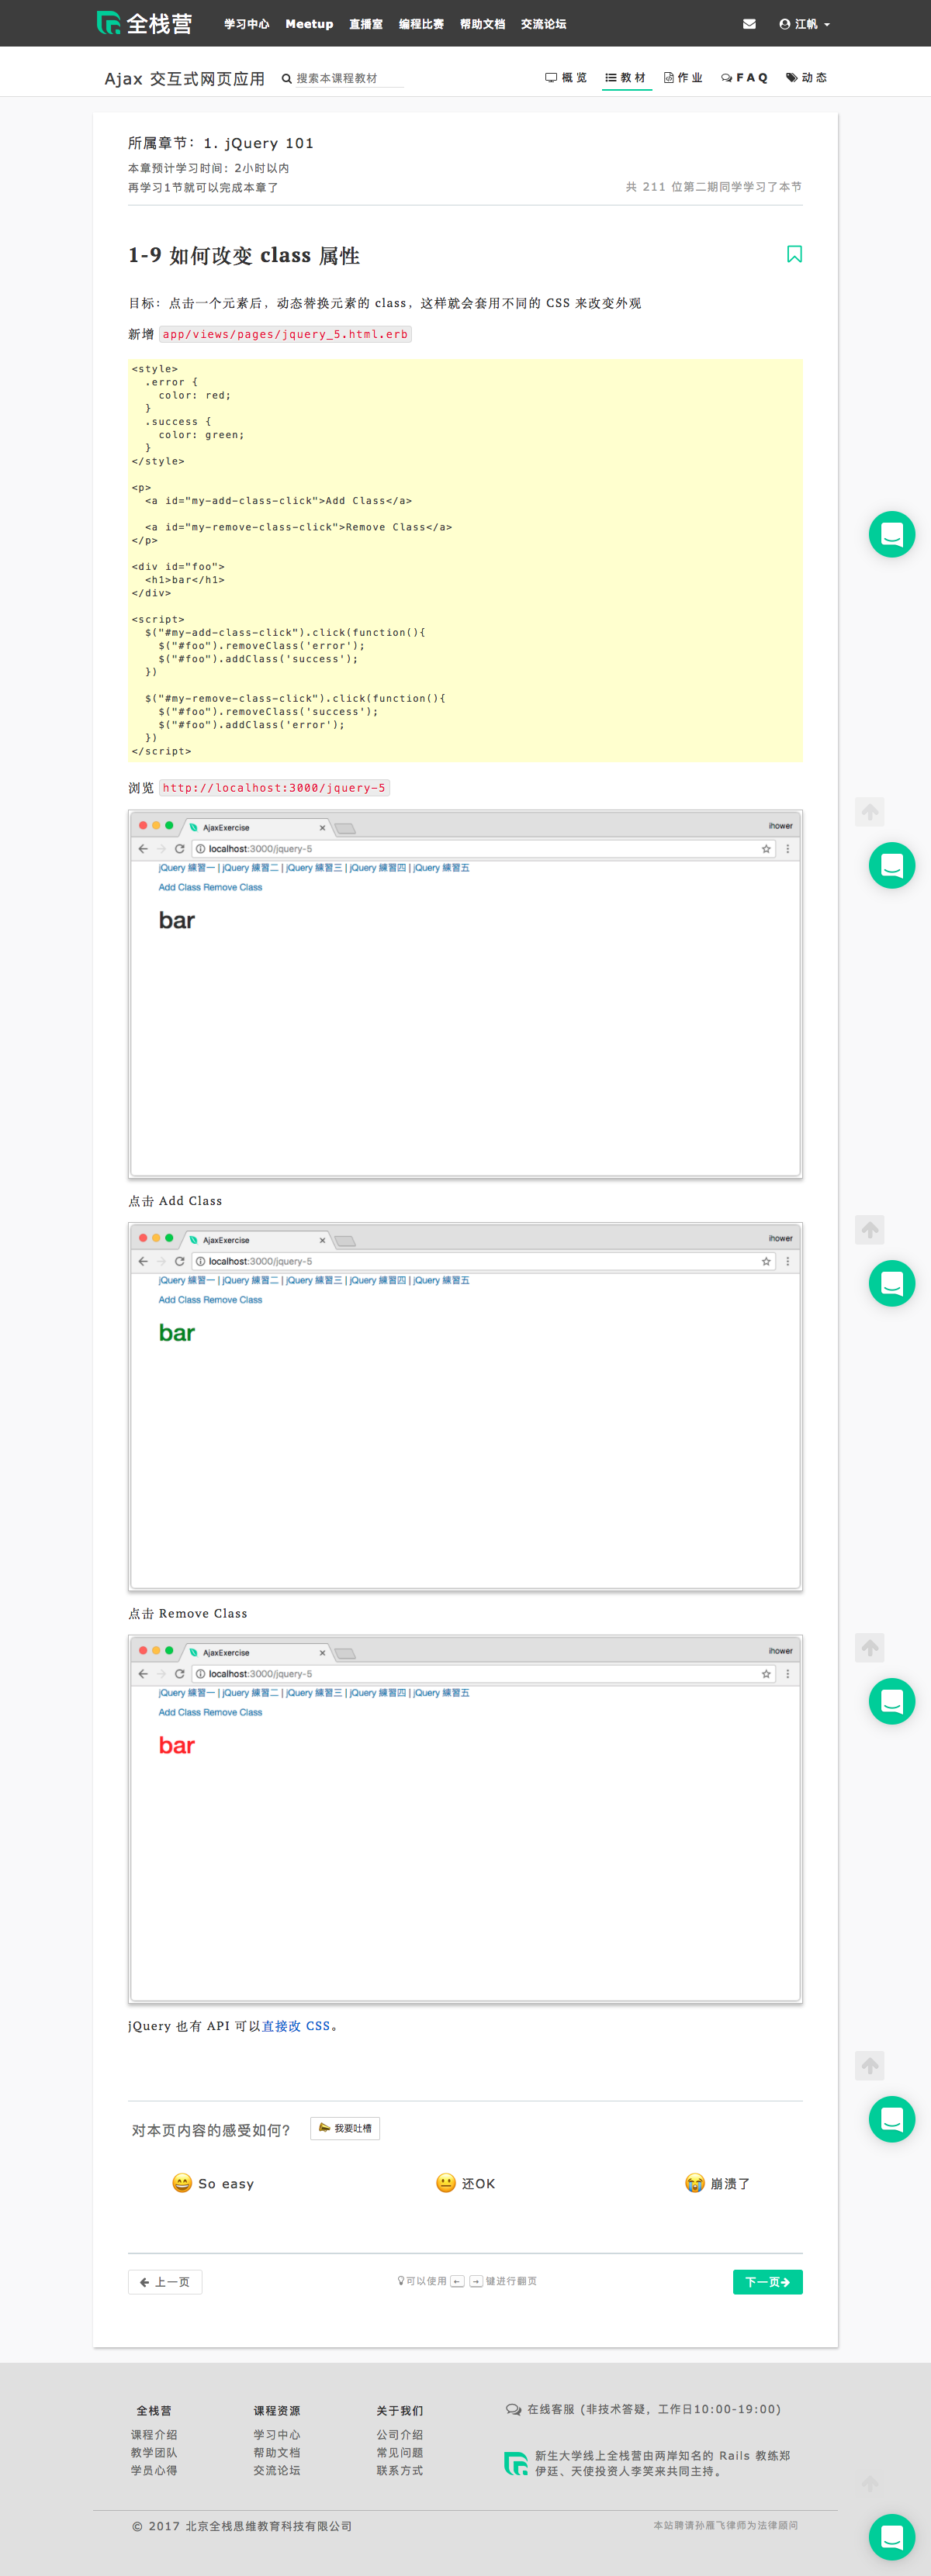 全栈营 学习中心 Meetup 直播室 编程比赛 帮助文档 交流论坛 江帆
Ajax 交互式网页应用 搜索本课程教材 概览 教材 作业 FAQ 动态
所属章节：1. jQuery 101
本章预计学习时间：2小时以内
再学习1节就可以完成本章了
共 211 位第二期同学学习了本节
1-9 如何改变 class 属性
目标：点击一个元素后，动态替换元素的 class，这样就会套用不同的 CSS 来改变外观
新增 app/views/pages/jquery_5.html.erb
<style>
  .error {
    color: red;
  }
  .success {
    color: green;
  }
</style>
<p>
  <a id="my-add-class-click">Add Class</a>
  <a id="my-remove-class-click">Remove Class</a>
</p>
<div id="foo">
  <h1>bar</h1>
</div>
<script>
  $("#my-add-class-click").click(function(){
    $("#foo").removeClass('error');
    $("#foo").addClass('success');
  })
  $("#my-remove-class-click").click(function(){
    $("#foo").removeClass('success');
    $("#foo").addClass('error');
  })
</script>
浏览 http://localhost:3000/jquery-5
AjaxExercise ihower
localhost:3000/jquery-5
jQuery 練習一 | jQuery 練習二 | jQuery 練習三 | jQuery 練習四 | jQuery 練習五
Add Class Remove Class
bar
点击 Add Class
AjaxExercise ihower
localhost:3000/jquery-5
jQuery 練習一 | jQuery 練習二 | jQuery 練習三 | jQuery 練習四 | jQuery 練習五
Add Class Remove Class
bar
点击 Remove Class
AjaxExercise ihower
localhost:3000/jquery-5
jQuery 練習一 | jQuery 練習二 | jQuery 練習三 | jQuery 練習四 | jQuery 練習五
Add Class Remove Class
bar
jQuery 也有 API 可以直接改 CSS。
对本页内容的感受如何? 我要吐槽
So easy 还OK 崩溃了
← 上一页 可以使用 ← → 键进行翻页 下一页→
全栈营 课程资源 关于我们
课程介绍 学习中心 公司介绍
教学团队 帮助文档 常见问题
学员心得 交流论坛 联系方式
在线客服 (非技术答疑，工作日10:00-19:00)
新生大学线上全栈营由两岸知名的 Rails 教练郑
伊廷、天使投资人李笑来共同主持。
© 2017 北京全栈思维教育科技有限公司 本站聘请孙雁飞律师为法律顾问